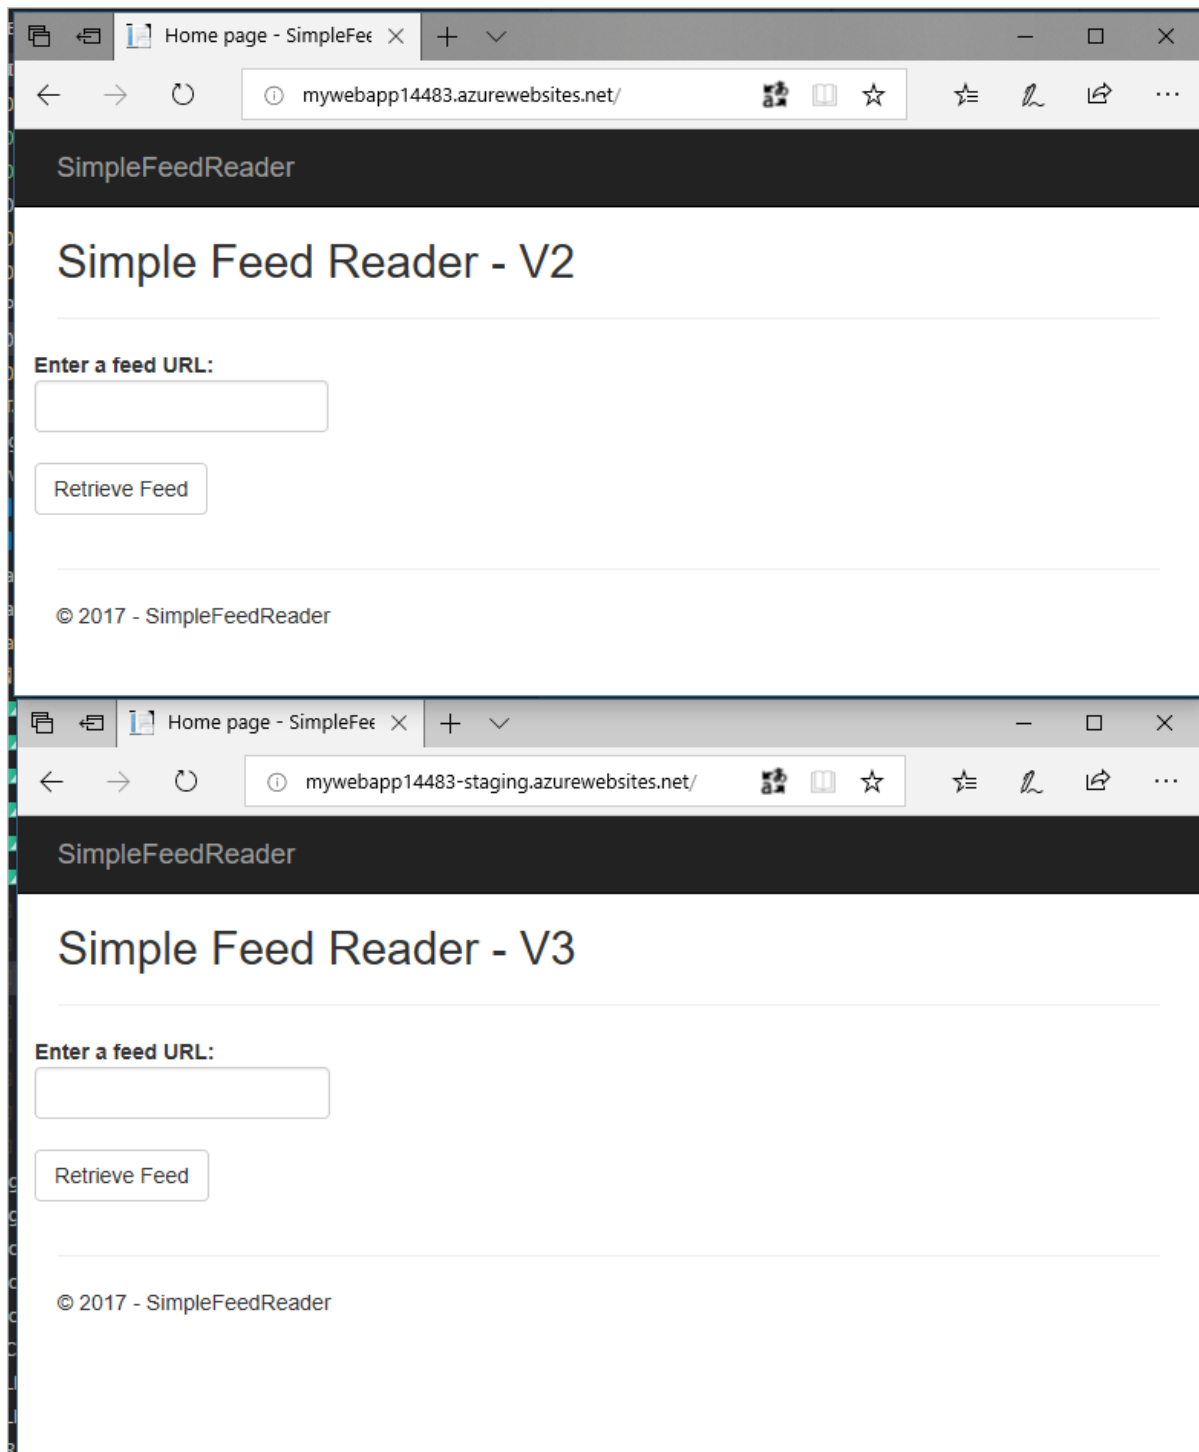 Home page - SimpleFee
mywebapp14483.azurewebsites.net/
SimpleFeedReader
Simple Feed Reader - V2
Enter a feed URL:
Retrieve Feed
© 2017 - SimpleFeedReader
Home page - SimpleFee
mywebapp14483-staging.azurewebsites.net/
SimpleFeedReader
Simple Feed Reader - V3
Enter a feed URL:
Retrieve Feed
© 2017 - SimpleFeedReader